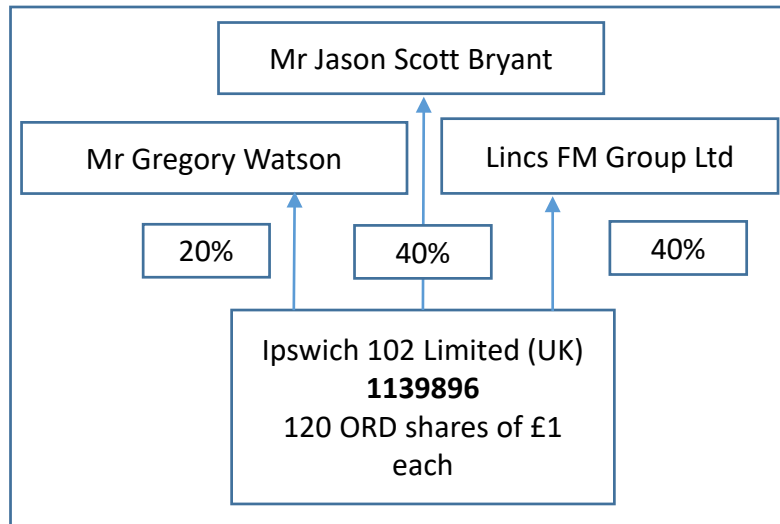 Mr Jason Scott Bryant
Mr Gregory Watson
Lincs FM Group Ltd
20%
40%
40%
Ipswich 102 Limited (UK)
1139896
120 ORD shares of £1
each